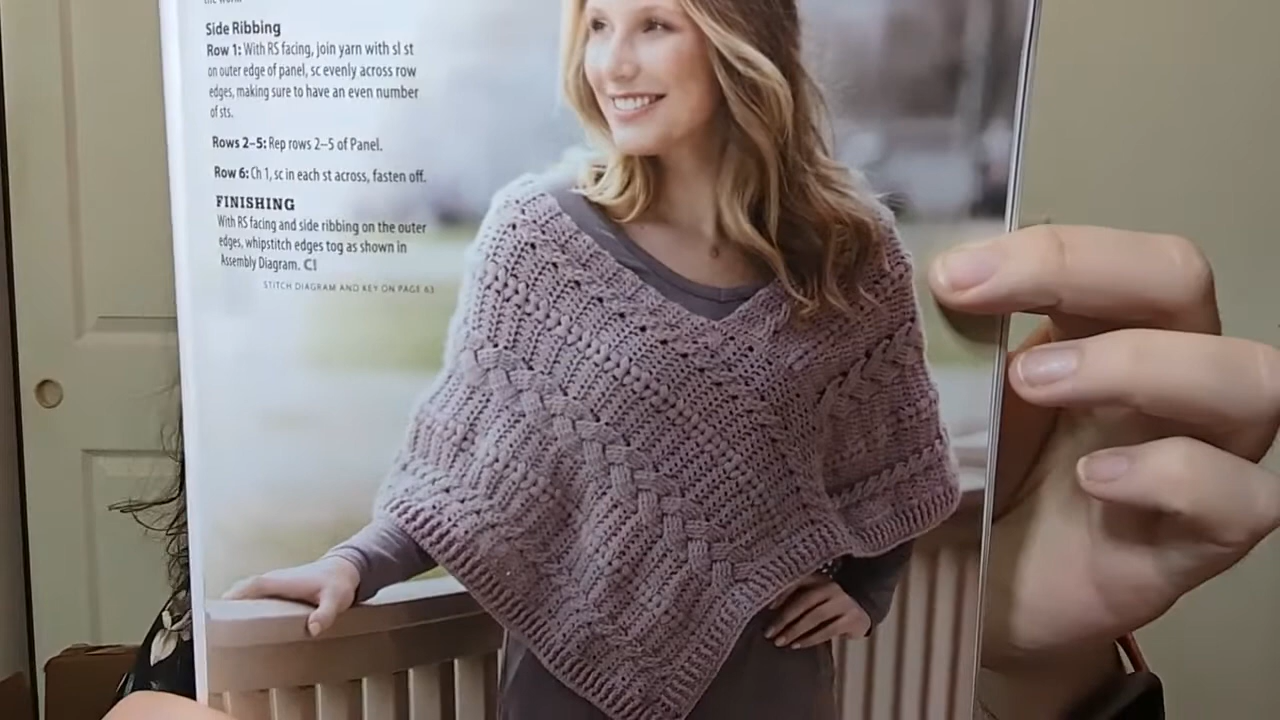 the work.
Side Ribbing
Row 1: With RS facing, join yarn with sl st
on outer edge of panel, sc evenly across row
edges, making sure to have an even number
of sts.
Rows 2–5: Rep rows 2–5 of Panel.
Row 6: Ch 1, sc in each st across, fasten off.
FINISHING
With RS facing and side ribbing on the outer
edges, whipstitch edges tog as shown in
Assembly Diagram. C!
STITCH DIAGRAM AND KEY ON PAGE 63